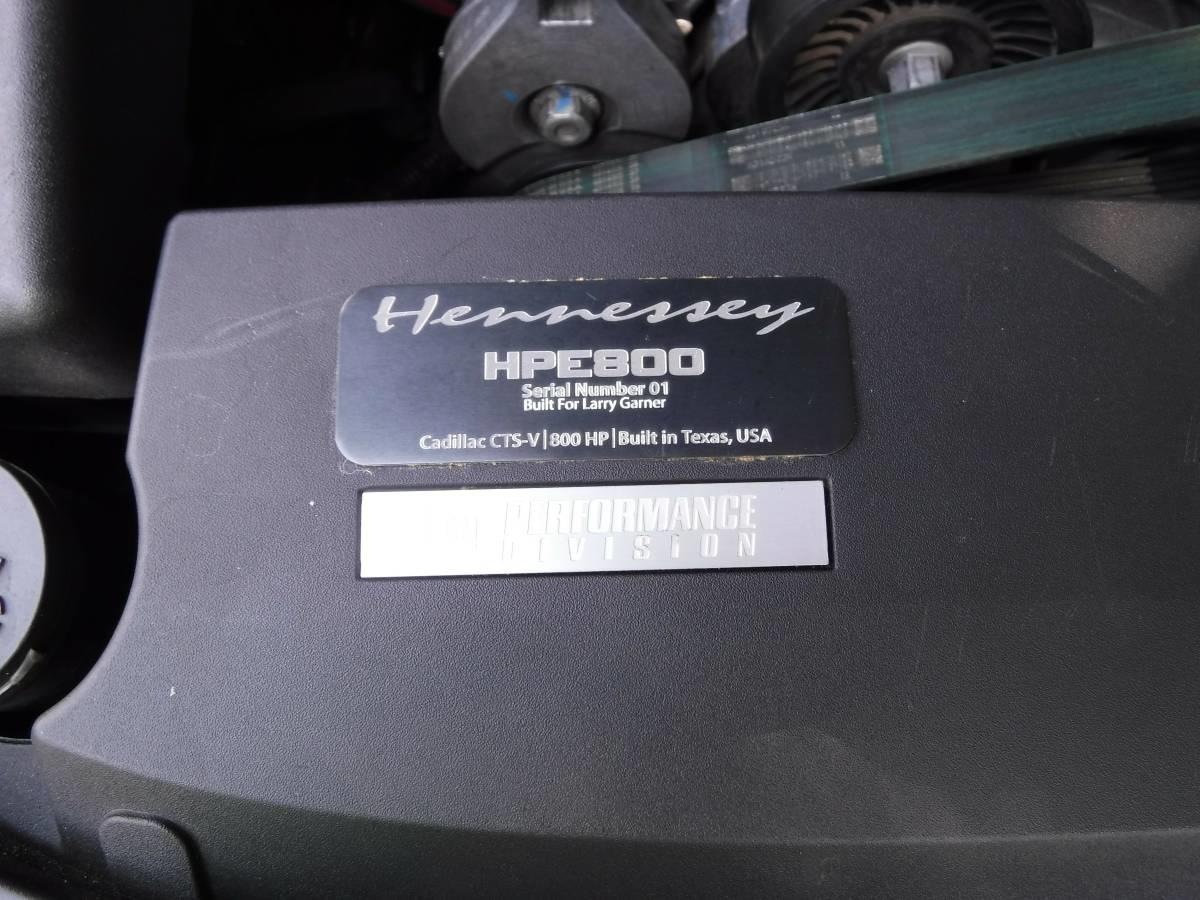 Hennessey
HPE800
Serial Number 01
Built For Larry Garner
Cadillac CTS-V|800 HP|Built in Texas, USA
PERFORMANCE
DIVISION